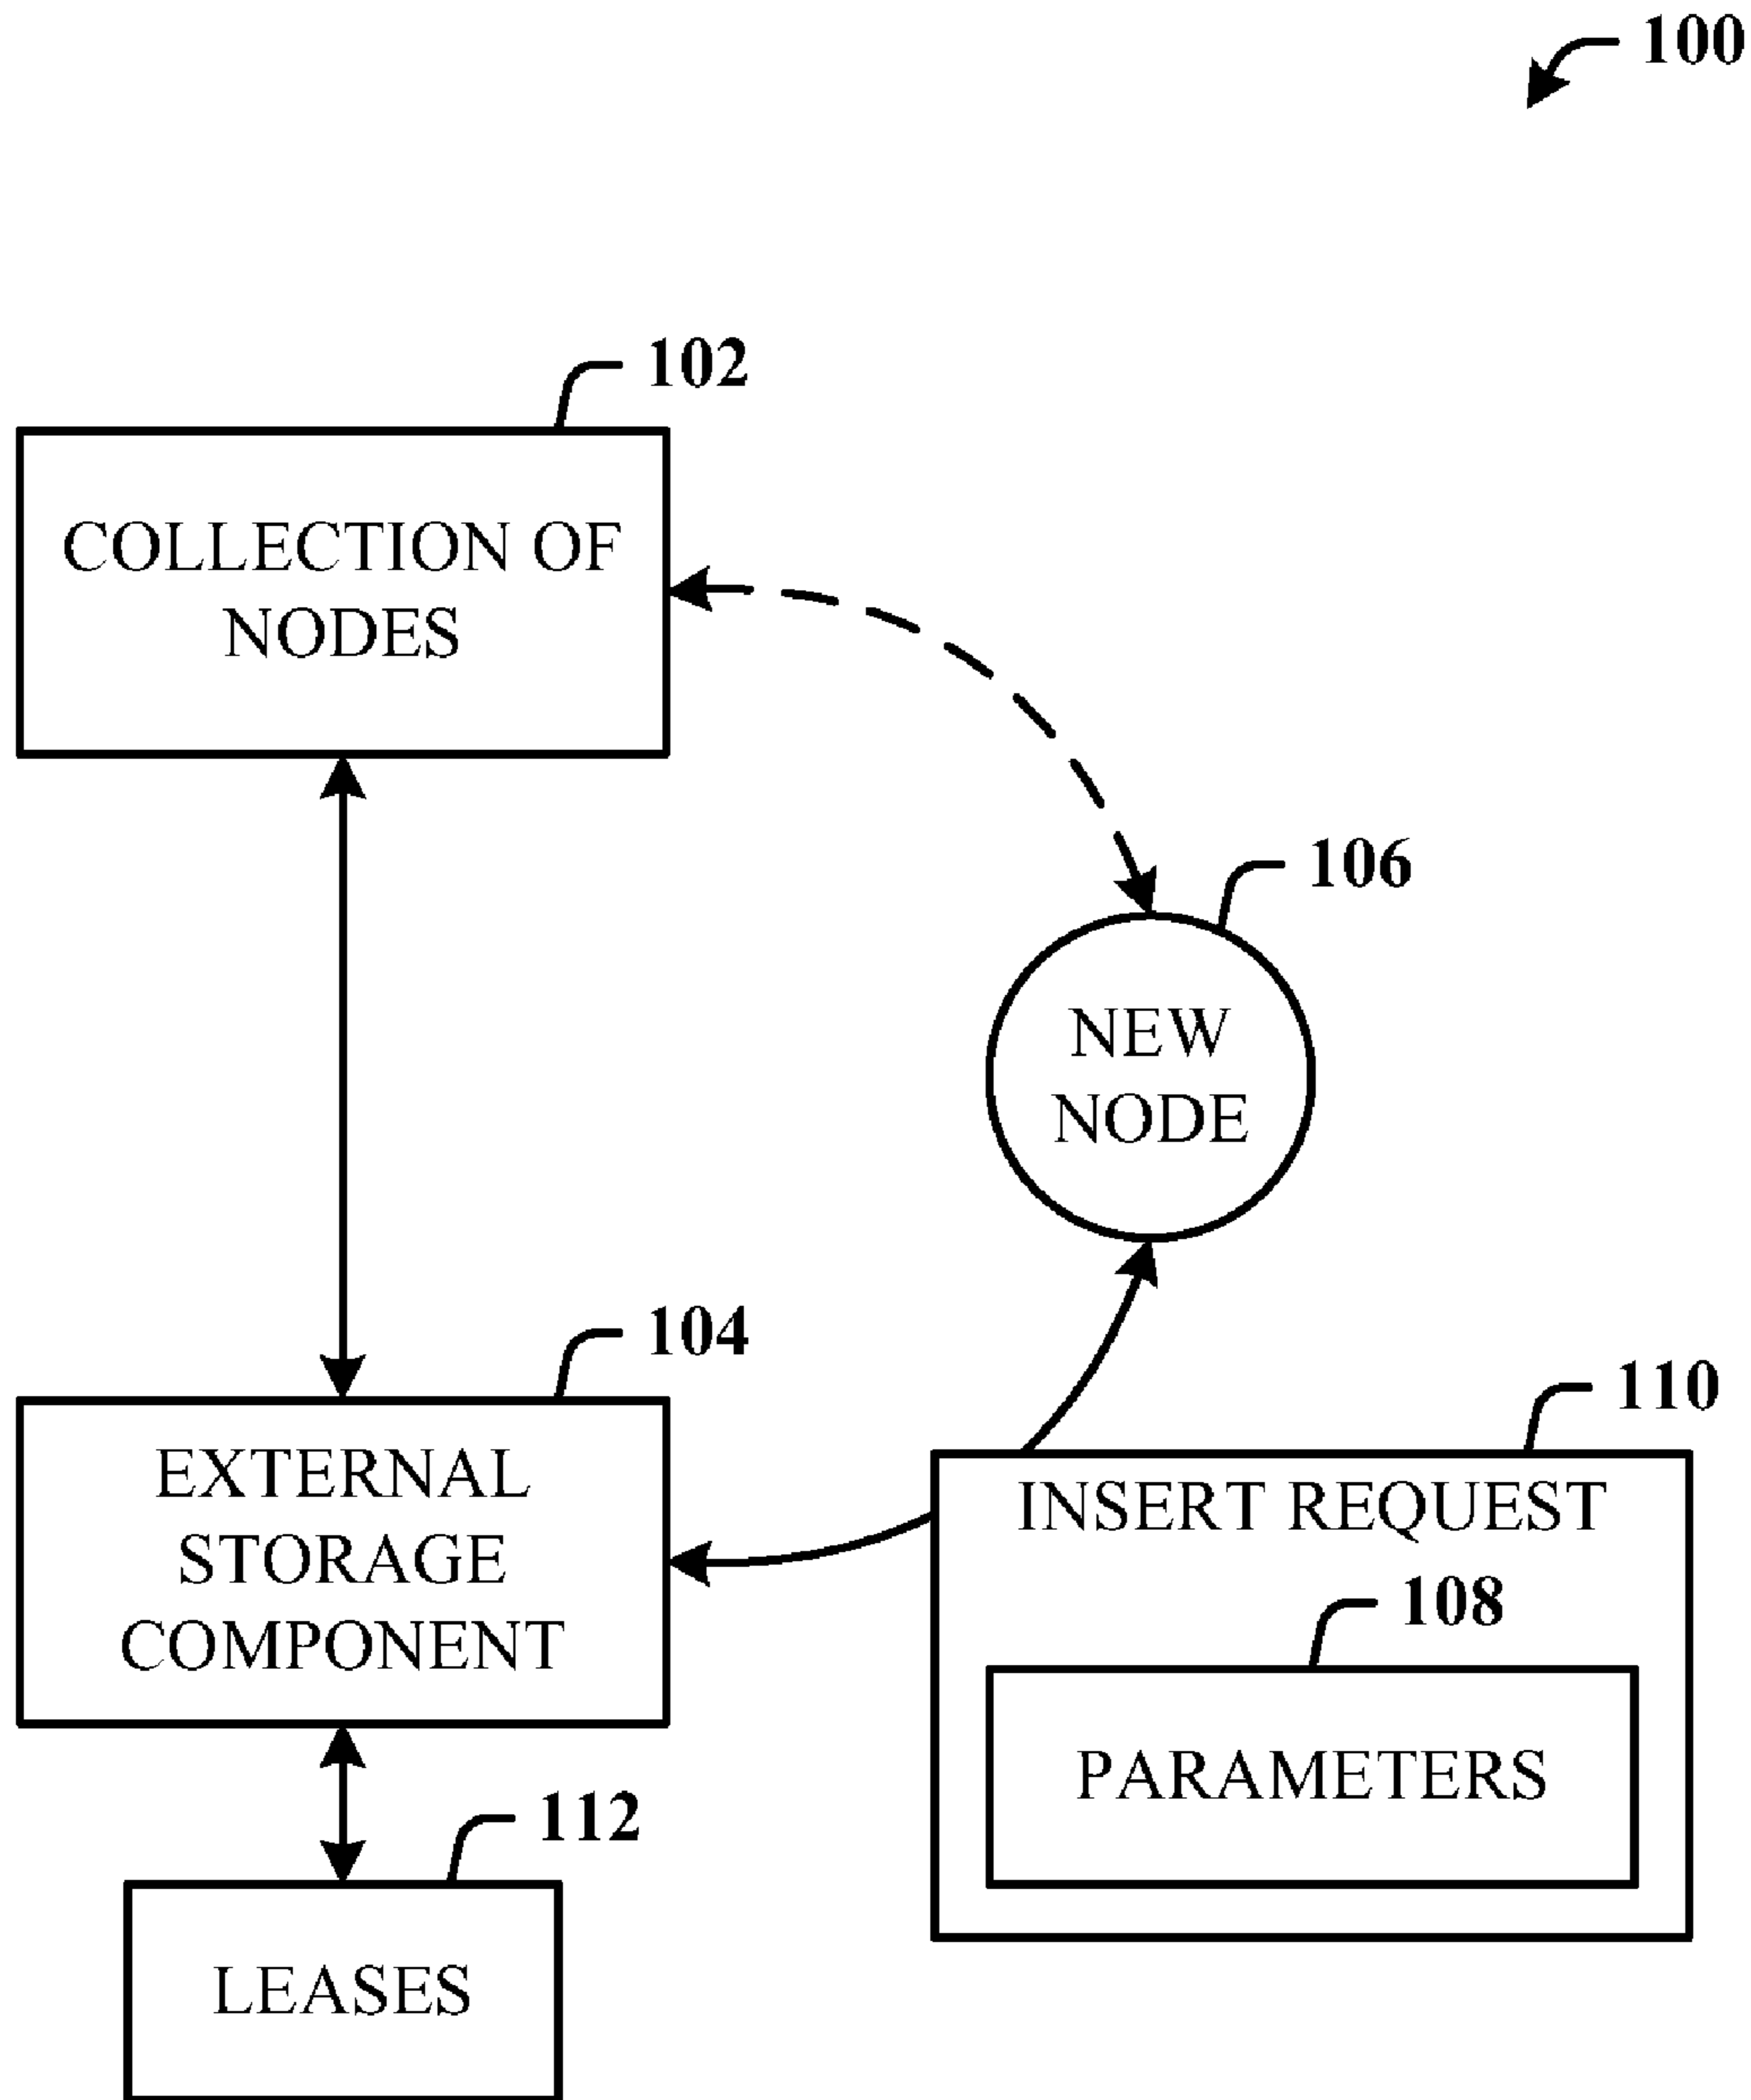 100
102
COLLECTION OF
NODES
106
NEW
NODE
104
EXTERNAL
STORAGE
COMPONENT
110
INSERT REQUEST
108
PARAMETERS
112
LEASES